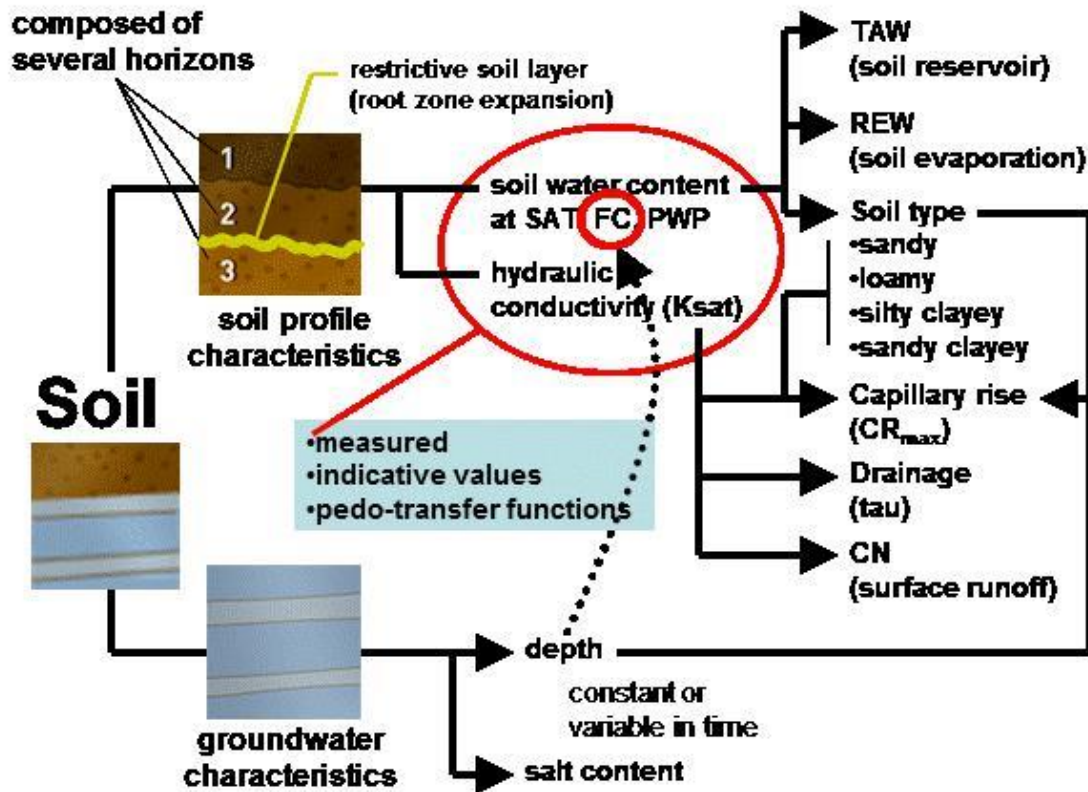 composed of
several horizons
restrictive soil layer
(root zone expansion)
1
2
3
soil profile
characteristics
soil water content
at SAT, FC, PWP
hydraulic
conductivity (Ksat)
TAW
(soil reservoir)
REW
(soil evaporation)
Soil type
•sandy
•loamy
•silty clayey
•sandy clayey
Capillary rise
(CRmax)
Drainage
(tau)
CN
(surface runoff)
Soil
•measured
•indicative values
•pedo-transfer functions
groundwater
characteristics
depth
constant or
variable in time
salt content